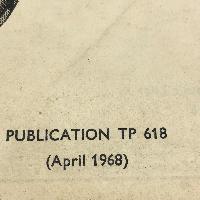 PUBLICATION TP 618
(April 1968)